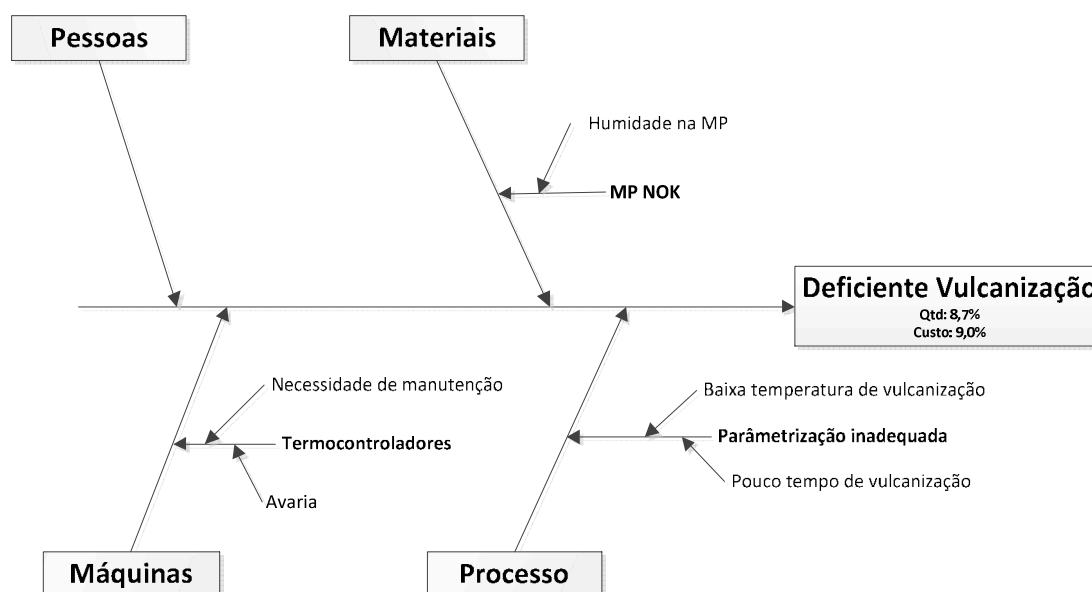 Pessoas
Materiais
Humidade na MP
MP NOK
Deficiente Vulcanização
Qtd: 8,7%
Custo: 9,0%
Necessidade de manutenção
Termocontroladores
Avaria
Baixa temperatura de vulcanização
Parâmetrização inadequada
Pouco tempo de vulcanização
Máquinas
Processo